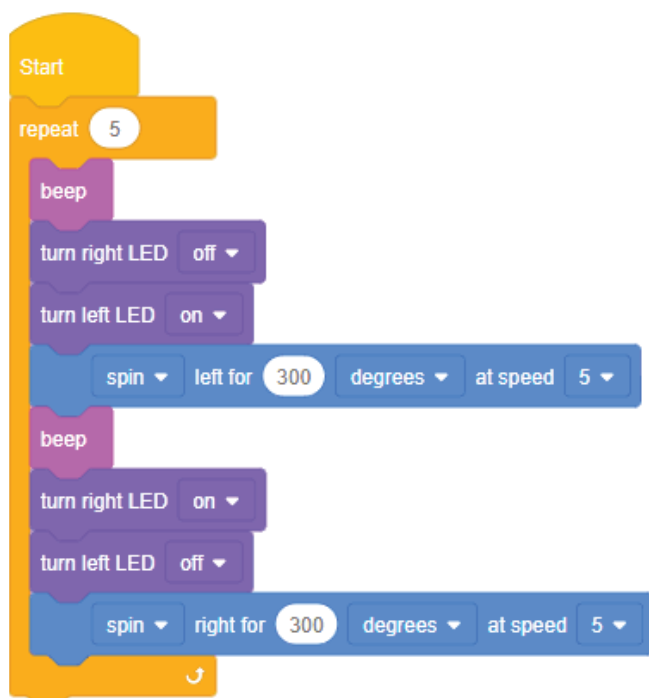 Start
repeat 5
beep
turn right LED off
turn left LED on
spin left for 300 degrees at speed 5
beep
turn right LED on
turn left LED off
spin right for 300 degrees at speed 5